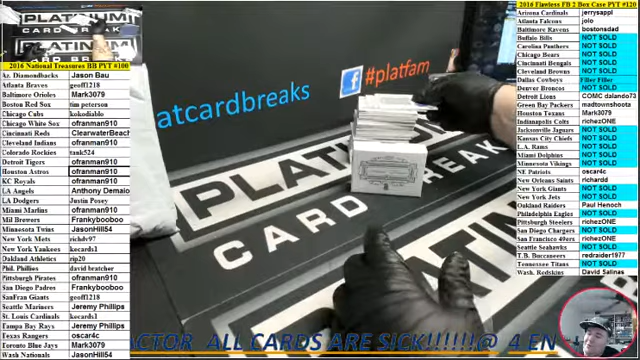 PLATINUM
CARD BREAK
PLATINUM
2016 National Treasures BB PYT #100
Az. Diamondbacks Jason Bau
Atlanta Braves geoff1218
Baltimore Orioles Mark3079
Boston Red Sox tim peterson
Chicago Cubs kokodiablo
Chicago White Sox ofranman910
Cincinnati Reds ClearwaterBeach
Cleveland Indians ofranman910
Colorado Rockies tank524
Detroit Tigers ofranman910
Houston Astros ofranman910
KC Royals ofranman910
LA Angels Anthony Demaio
LA Dodgers Justin Posey
Miami Marlins ofranman910
Mil Brewers Frankybooboo
Minnesota Twins JasonHill54
New York Mets richdv97
New York Yankees kecards1
Oakland Athletics rip20
Phil. Phillies david bratcher
Pittsburgh Pirates ofranman910
San Diego Padres Frankybooboo
SanFran Giants geoff1218
Seattle Mariners Jeremy Phillips
St. Louis Cardinals kecards1
Tampa Bay Rays Jeremy Phillips
Texas Rangers oscar4c
Toronto Blue Jays Mark3079
Wash Nationals JasonHill54
atcardbreaks
f #platfam
PLATINUM
CARD BREAK
ACTOR ALL CARDS ARE SICK!!!!!!@ 4 EN
2016 Flawless FB 2 Box Case PYT #120
Arizona Cardinals jerrysappl
Atlanta Falcons jolo
Baltimore Ravens bostonsdad
Buffalo Bills NOT SOLD
Carolina Panthers NOT SOLD
Chicago Bears NOT SOLD
Cincinnati Bengals NOT SOLD
Cleveland Browns NOT SOLD
Dallas Cowboys Filler Filler
Denver Broncos NOT SOLD
Detroit Lions COMC dalando73
Green Bay Packers madtownshoota
Houston Texans Mark3079
Indianapolis Colts richezONE
Jacksonville Jaguars NOT SOLD
Kansas City Chiefs NOT SOLD
L.A. Rams NOT SOLD
Miami Dolphins NOT SOLD
Minnesota Vikings NOT SOLD
NE Patriots oscar4c
New Orleans Saints richardd
New York Giants NOT SOLD
New York Jets NOT SOLD
Oakland Raiders Paul Henoch
Philadelphia Eagles NOT SOLD
Pittsburgh Steelers richezONE
San Diego Chargers NOT SOLD
San Francisco 49ers richezONE
Seattle Seahawks NOT SOLD
T.B. Buccaneers redraider1977
Tennessee Titans NOT SOLD
Wash. Redskins David Salinas